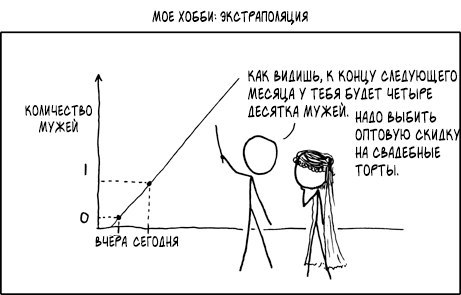 МОЕ ХОББИ: ЭКСТРАПОЛЯЦИЯ
КАК ВИДИШЬ, К КОНЦУ СЛЕДУЮЩЕГО
МЕСЯЦА У ТЕБЯ БУДЕТ ЧЕТЫРЕ
ДЕСЯТКА МУЖЕЙ.
НАДО ВЫБИТЬ
ОПТОВУЮ СКИДКУ
НА СВАДЕБНЫЕ
ТОРТЫ.
КОЛИЧЕСТВО
МУЖЕЙ
1
0
ВЧЕРА СЕГОДНЯ